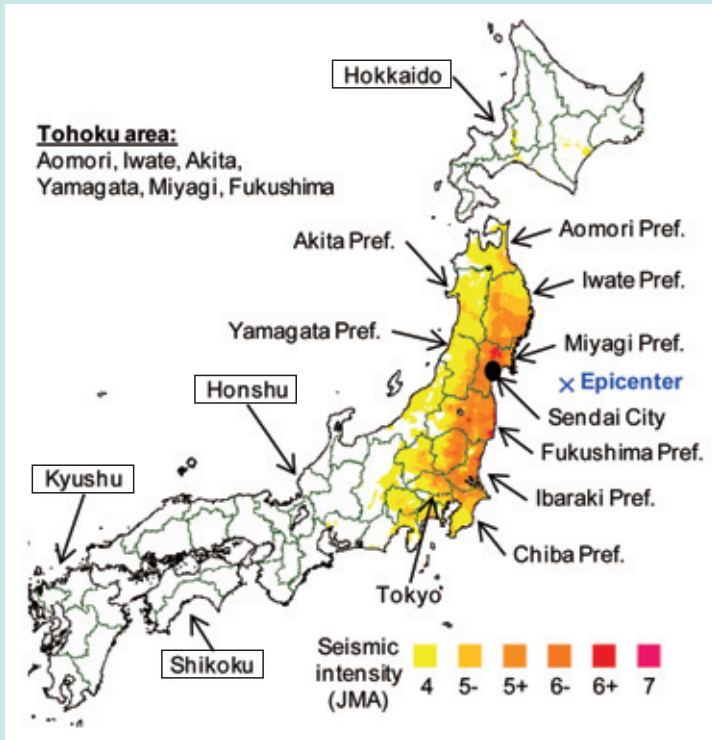 Hokkaido
Tohoku area:
Aomori, Iwate, Akita,
Yamagata, Miyagi, Fukushima
Akita Pref.
Aomori Pref.
Iwate Pref.
Yamagata Pref.
Miyagi Pref.
× Epicenter
Honshu
Sendai City
Fukushima Pref.
Kyushu
Ibaraki Pref.
Chiba Pref.
Tokyo
Shikoku
Seismic
intensity
(JMA)
4 5- 5+ 6- 6+ 7